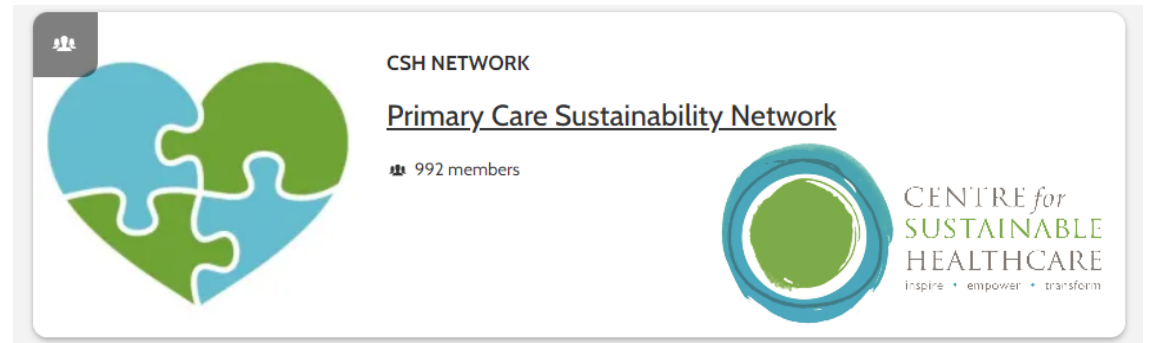 CSH NETWORK
Primary Care Sustainability Network
992 members
CENTRE for
SUSTAINABLE
HEALTHCARE
inspire • empower • transform